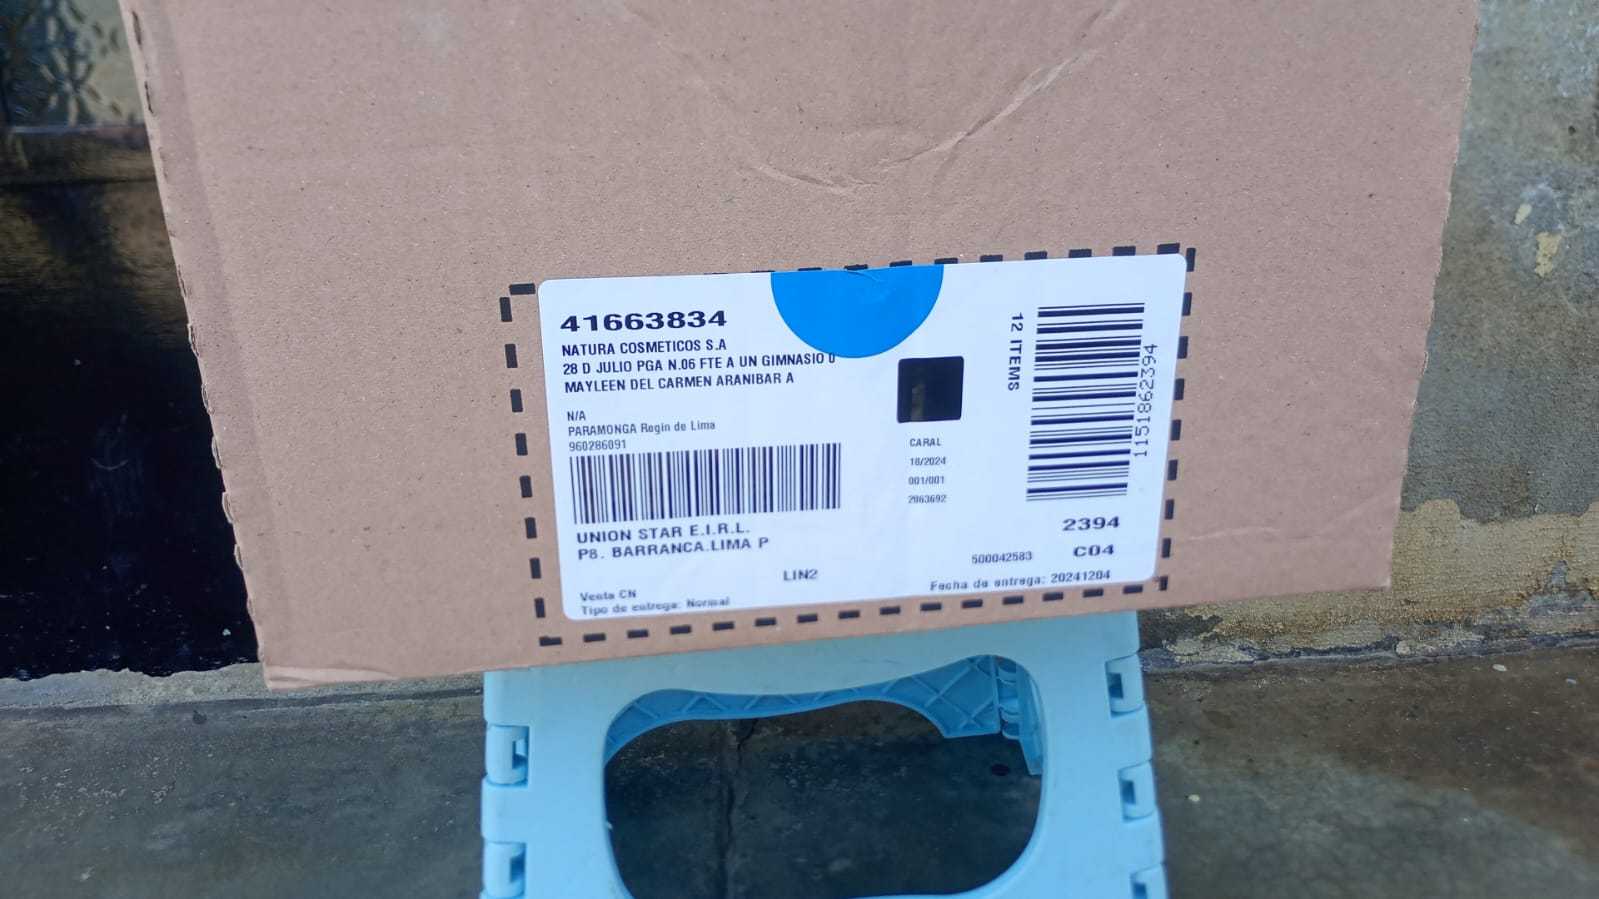 41663834
NATURA COSMETICOS S.A
28 D JULIO PGA N.06 FTE A UN GIMNASIO 0
MAYLEEN DEL CARMEN ARANIBAR A
N/A
PARAMONGA Regin de Lima
960286091
UNION STAR E.I.R.L.
P8. BARRANCA.LIMA P
LIN2
Venta CN
Tipo de entrega: Normal
CARAL
18/2024
001/001
2863692
12 ITEMS
1151862394
2394
500042583 C04
Fecha de entrega: 20241204